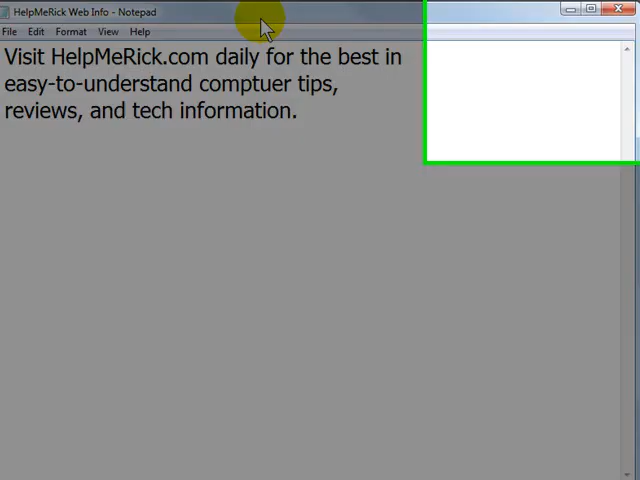 HelpMeRick Web Info - Notepad
File Edit Format View Help
Visit HelpMeRick.com daily for the best in
easy-to-understand comptuer tips,
reviews, and tech information.